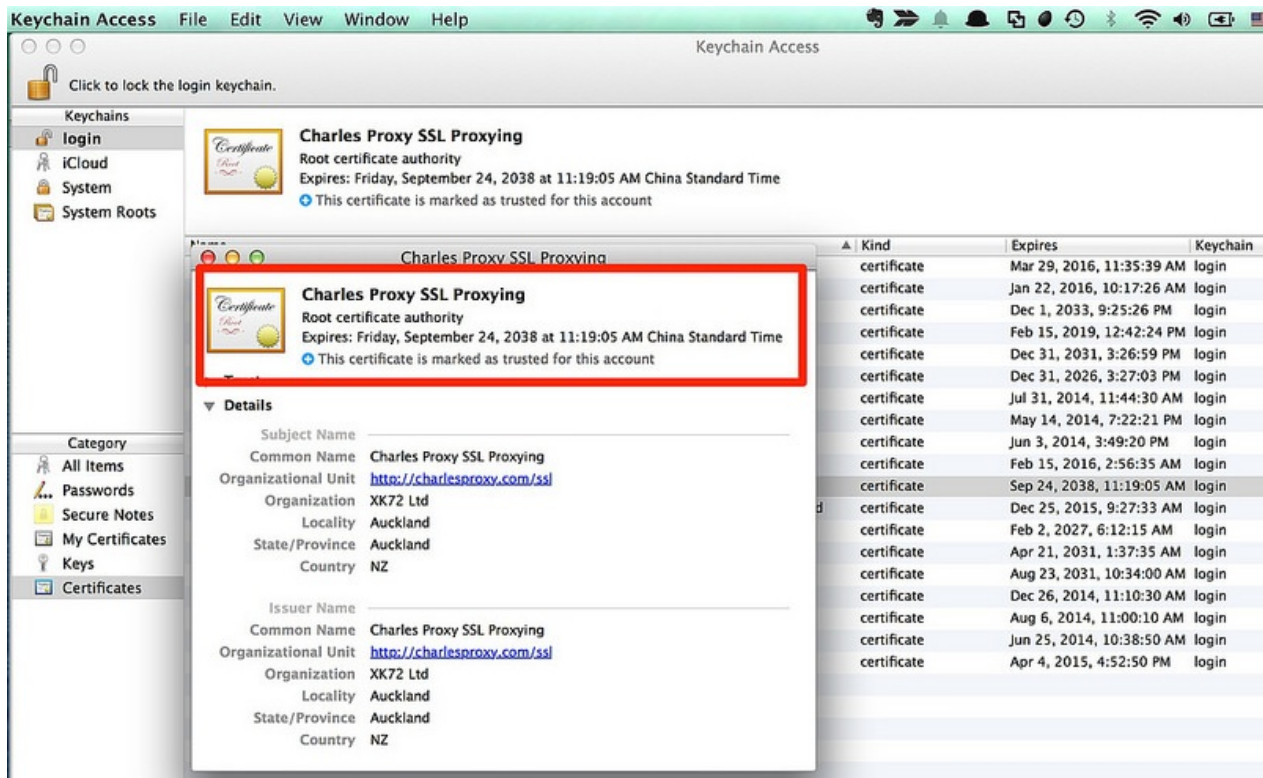 Keychain Access File Edit View Window Help
Keychain Access
Click to lock the login keychain.
Keychains
login
iCloud
System
System Roots
Certificate
Root
Charles Proxy SSL Proxying
Root certificate authority
Expires: Friday, September 24, 2038 at 11:19:05 AM China Standard Time
This certificate is marked as trusted for this account
Kind Expires Keychain
certificate Mar 29, 2016, 11:35:39 AM login
certificate Jan 22, 2016, 10:17:26 AM login
certificate Dec 1, 2033, 9:25:26 PM login
certificate Feb 15, 2019, 12:42:24 PM login
certificate Dec 31, 2031, 3:26:59 PM login
certificate Dec 31, 2026, 3:27:03 PM login
certificate Jul 31, 2014, 11:44:30 AM login
certificate May 14, 2014, 7:22:21 PM login
certificate Jun 3, 2014, 3:49:20 PM login
certificate Feb 15, 2016, 2:56:35 AM login
certificate Sep 24, 2038, 11:19:05 AM login
certificate Dec 25, 2015, 9:27:33 AM login
certificate Feb 2, 2027, 6:12:15 AM login
certificate Apr 21, 2031, 1:37:35 AM login
certificate Aug 23, 2031, 10:34:00 AM login
certificate Dec 26, 2014, 11:10:30 AM login
certificate Aug 6, 2014, 11:00:10 AM login
certificate Jun 25, 2014, 10:38:50 AM login
certificate Apr 4, 2015, 4:52:50 PM login
Charles Proxy SSL Proxying
Certificate
Root
Charles Proxy SSL Proxying
Root certificate authority
Expires: Friday, September 24, 2038 at 11:19:05 AM China Standard Time
This certificate is marked as trusted for this account
Details
Subject Name
Common Name Charles Proxy SSL Proxying
Organizational Unit http://charlesproxy.com/ssl
Organization XK72 Ltd
Locality Auckland
State/Province Auckland
Country NZ
Issuer Name
Common Name Charles Proxy SSL Proxying
Organizational Unit http://charlesproxy.com/ssl
Organization XK72 Ltd
Locality Auckland
State/Province Auckland
Country NZ
Category
All Items
Passwords
Secure Notes
My Certificates
Keys
Certificates